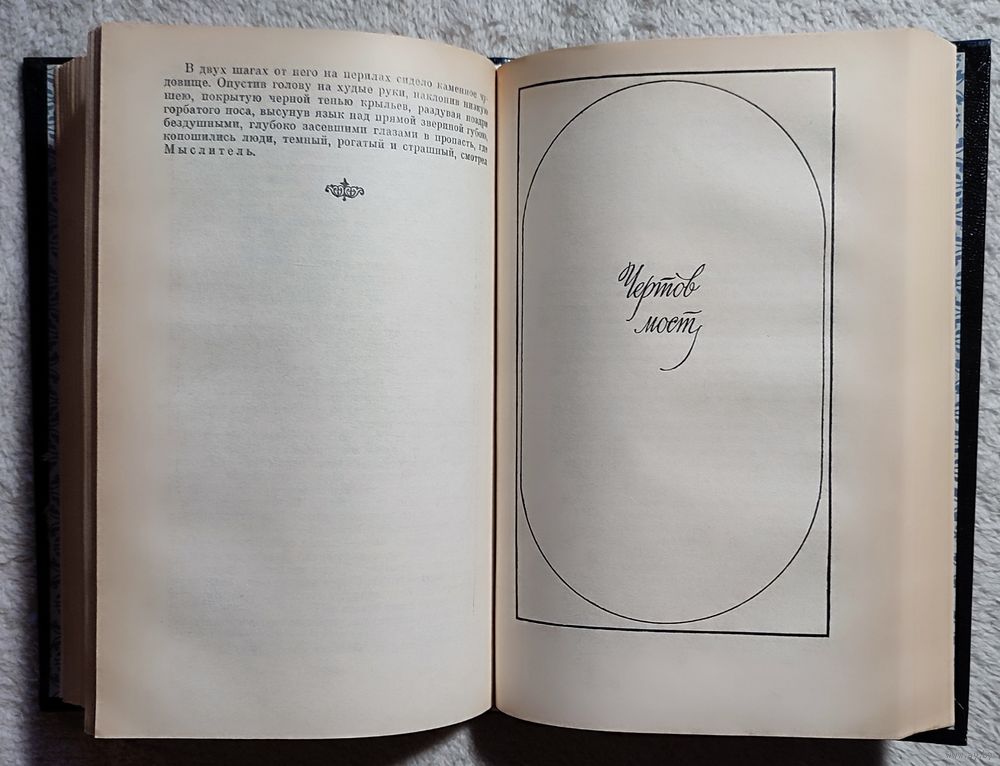 В двух шагах от него на перилах сидело каменное чу-
довище. Опустив голову на худые руки, наклонив низкую
шею, покрытую черной тенью крыльев, раздувая ноздри
горбатого носа, высунув язык над прямой звериной губою,
бездушными, глубоко засевшими глазами в пропасть, где
копошились люди, темный, рогатый и страшный, смотрел
Мыслитель.
Чертов
мост